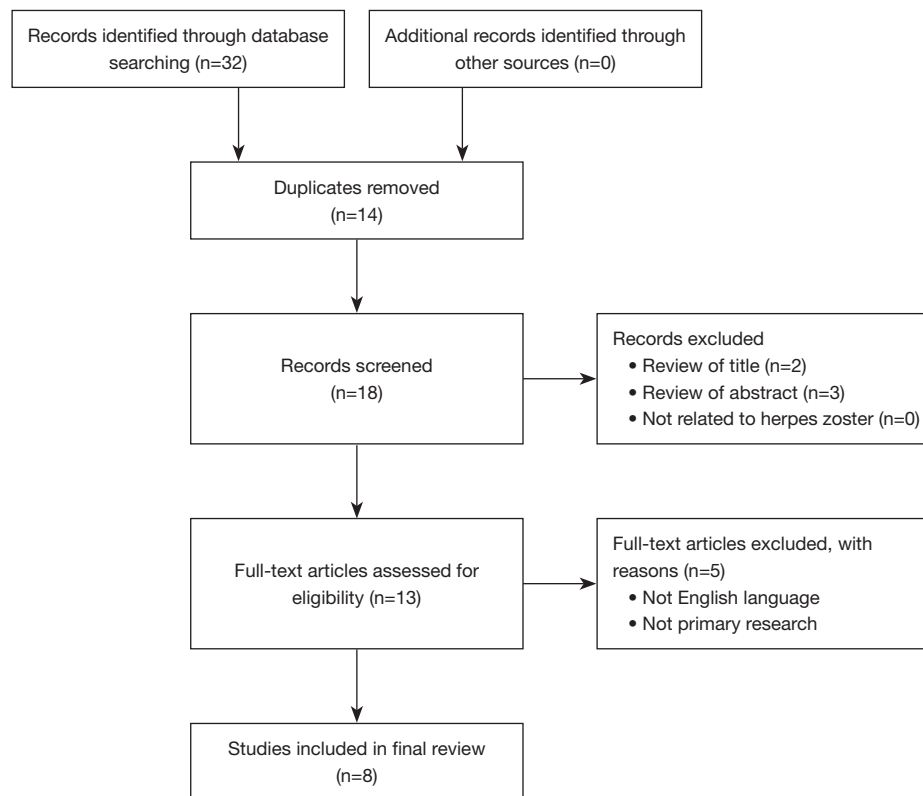 Records identified through database
searching (n=32)
Additional records identified through
other sources (n=0)
Duplicates removed
(n=14)
Records screened
(n=18)
Records excluded
• Review of title (n=2)
• Review of abstract (n=3)
• Not related to herpes zoster (n=0)
Full-text articles assessed for
eligibility (n=13)
Full-text articles excluded, with
reasons (n=5)
• Not English language
• Not primary research
Studies included in final review
(n=8)